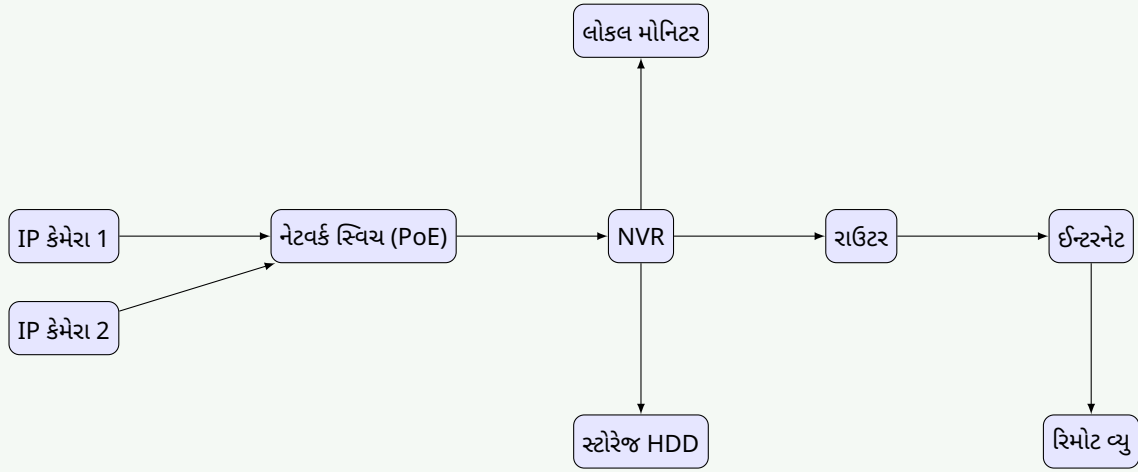 લોકલ મોનિટર
IP કેમેરા 1
નેટવર્ક સ્વિચ (PoE)
NVR
રાઉટર
ઈન્ટરનેટ
IP કેમેરા 2
સ્ટોરેજ HDD
રિમોટ વ્યુ